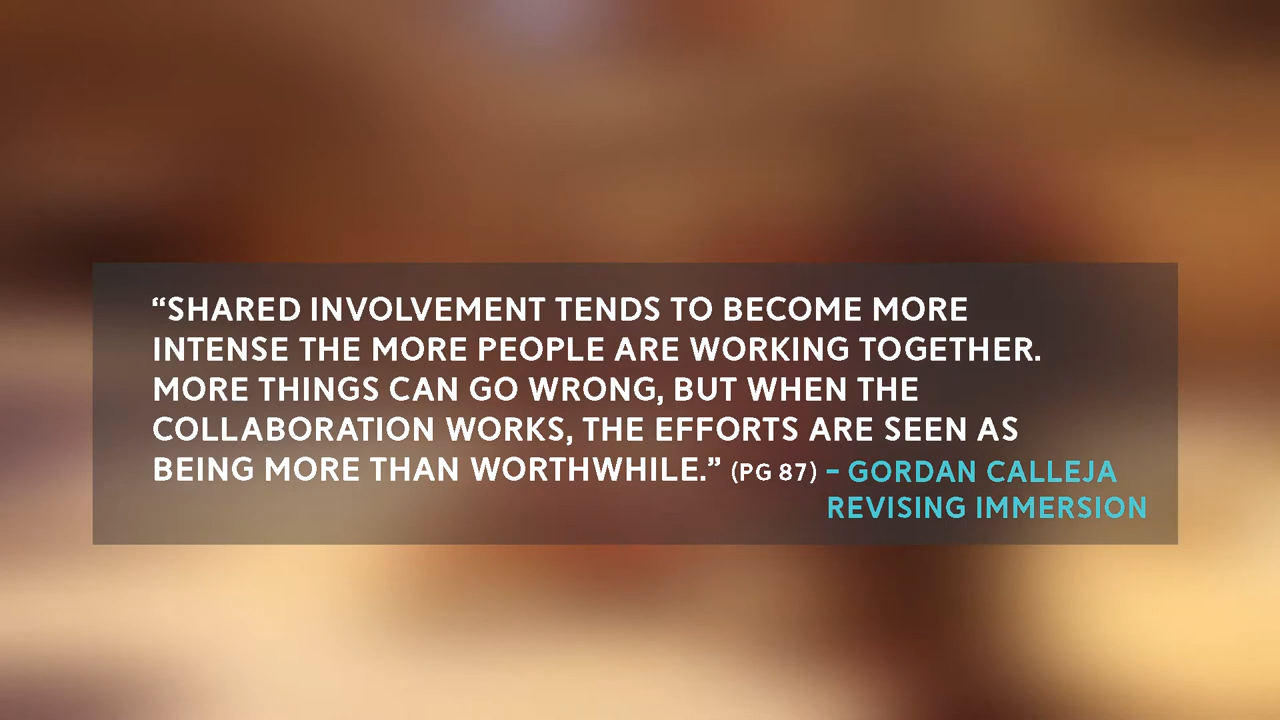 “SHARED INVOLVEMENT TENDS TO BECOME MORE
INTENSE THE MORE PEOPLE ARE WORKING TOGETHER.
MORE THINGS CAN GO WRONG, BUT WHEN THE
COLLABORATION WORKS, THE EFFORTS ARE SEEN AS
BEING MORE THAN WORTHWHILE.” (PG 87) – GORDAN CALLEJA
REVISING IMMERSION